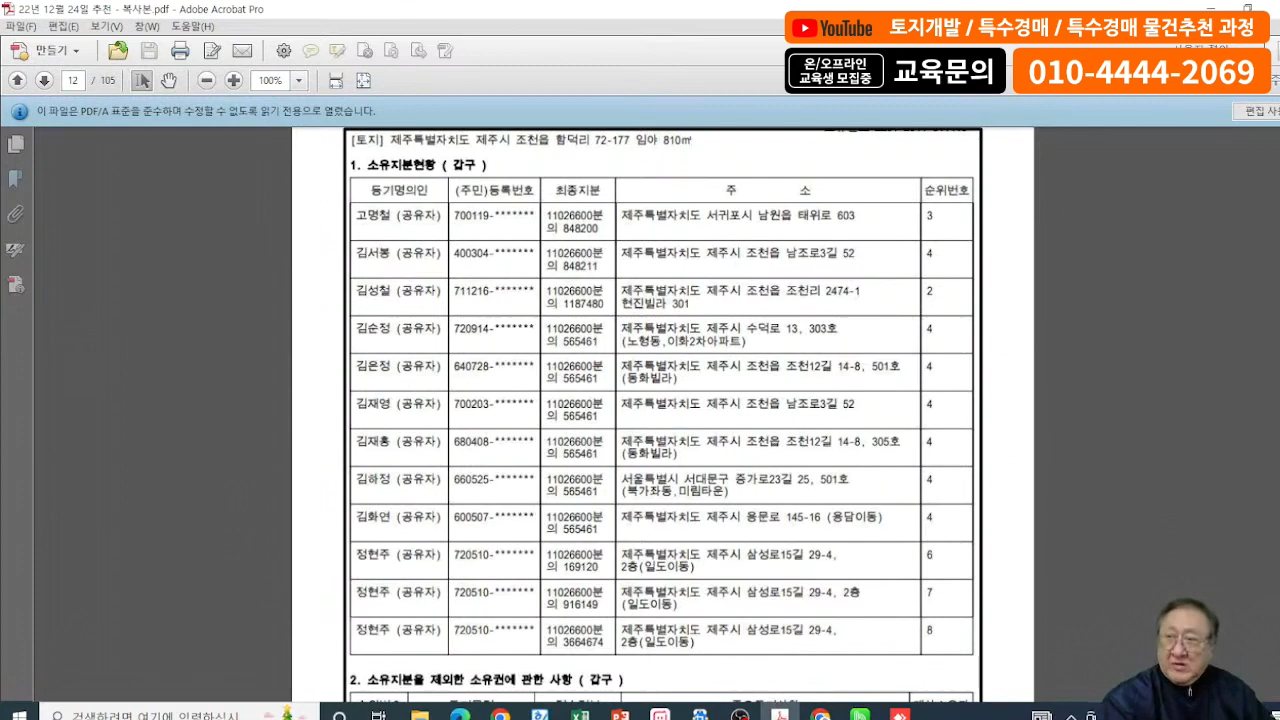 22년 12월 24일 추천 - 복사본.pdf - Adobe Acrobat Pro
파일(F) 편집(E) 보기(V) 창(W) 도움말(H)
YouTube 토지개발 / 특수경매 / 특수경매 물건추천 과정
만들기
온/오프라인
교육생 모집중
교육문의
010-4444-2069
12 / 105 100%
이 파일은 PDF/A 표준을 준수하며 수정할 수 없도록 읽기 전용으로 열렸습니다.
편집 사
[토지] 제주특별자치도 제주시 조천읍 함덕리 72-177 임야 810㎡
1. 소유지분현황 ( 갑구 )
등기명의인 (주민)등록번호 최종지분 주 소 순위번호
고명철 (공유자) 700119-******* 11026600분 제주특별자치도 서귀포시 남원읍 태위로 603 3
의 848200
김서봉 (공유자) 400304-******* 11026600분 제주특별자치도 제주시 조천읍 남조로3길 52 4
의 848211
김성철 (공유자) 711216-******* 11026600분 제주특별자치도 제주시 조천읍 조천리 2474-1 2
의 1187480 현진빌라 301
김순정 (공유자) 720914-******* 11026600분 제주특별자치도 제주시 수덕로 13, 303호 4
의 565461 (노형동,이화2차아파트)
김은정 (공유자) 640728-******* 11026600분 제주특별자치도 제주시 조천읍 조천12길 14-8, 501호 4
의 565461 (동화빌라)
김재영 (공유자) 700203-******* 11026600분 제주특별자치도 제주시 조천읍 남조로3길 52 4
의 565461
김재홍 (공유자) 680408-******* 11026600분 제주특별자치도 제주시 조천읍 조천12길 14-8, 305호 4
의 565461 (동화빌라)
김하정 (공유자) 660525-******* 11026600분 서울특별시 서대문구 증가로23길 25, 501호 4
의 565461 (북가좌동,미림타운)
김화연 (공유자) 600507-******* 11026600분 제주특별자치도 제주시 용문로 145-16 (용담이동) 4
의 565461
정현주 (공유자) 720510-******* 11026600분 제주특별자치도 제주시 삼성로15길 29-4, 6
의 169120 2층(일도이동)
정현주 (공유자) 720510-******* 11026600분 제주특별자치도 제주시 삼성로15길 29-4, 2층 7
의 916149 (일도이동)
정현주 (공유자) 720510-******* 11026600분 제주특별자치도 제주시 삼성로15길 29-4, 8
의 3664674 2층(일도이동)
2. 소유지분을 제외한 소유권에 관한 사항 ( 갑구 )
검색하려면 여기에 입력하십시